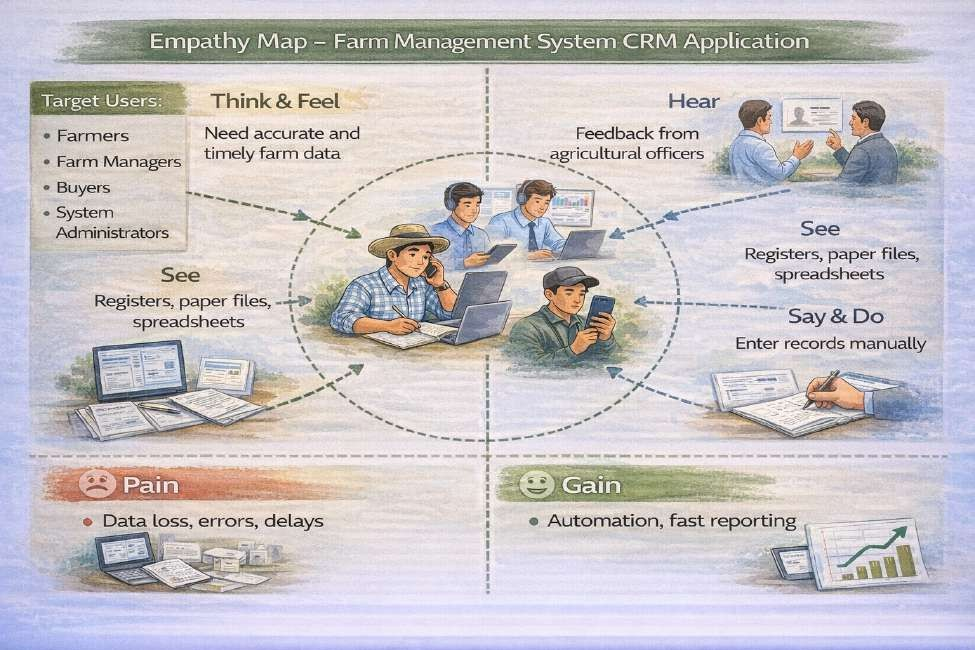 Empathy Map – Farm Management System CRM Application
Target Users:
• Farmers
• Farm Managers
• Buyers
• System
Administrators
Think & Feel
Need accurate and
timely farm data
Hear
Feedback from
agricultural officers
See
Registers, paper files,
spreadsheets
See
Registers, paper files,
spreadsheets
Say & Do
Enter records manually
Pain
• Data loss, errors, delays
Gain
• Automation, fast reporting